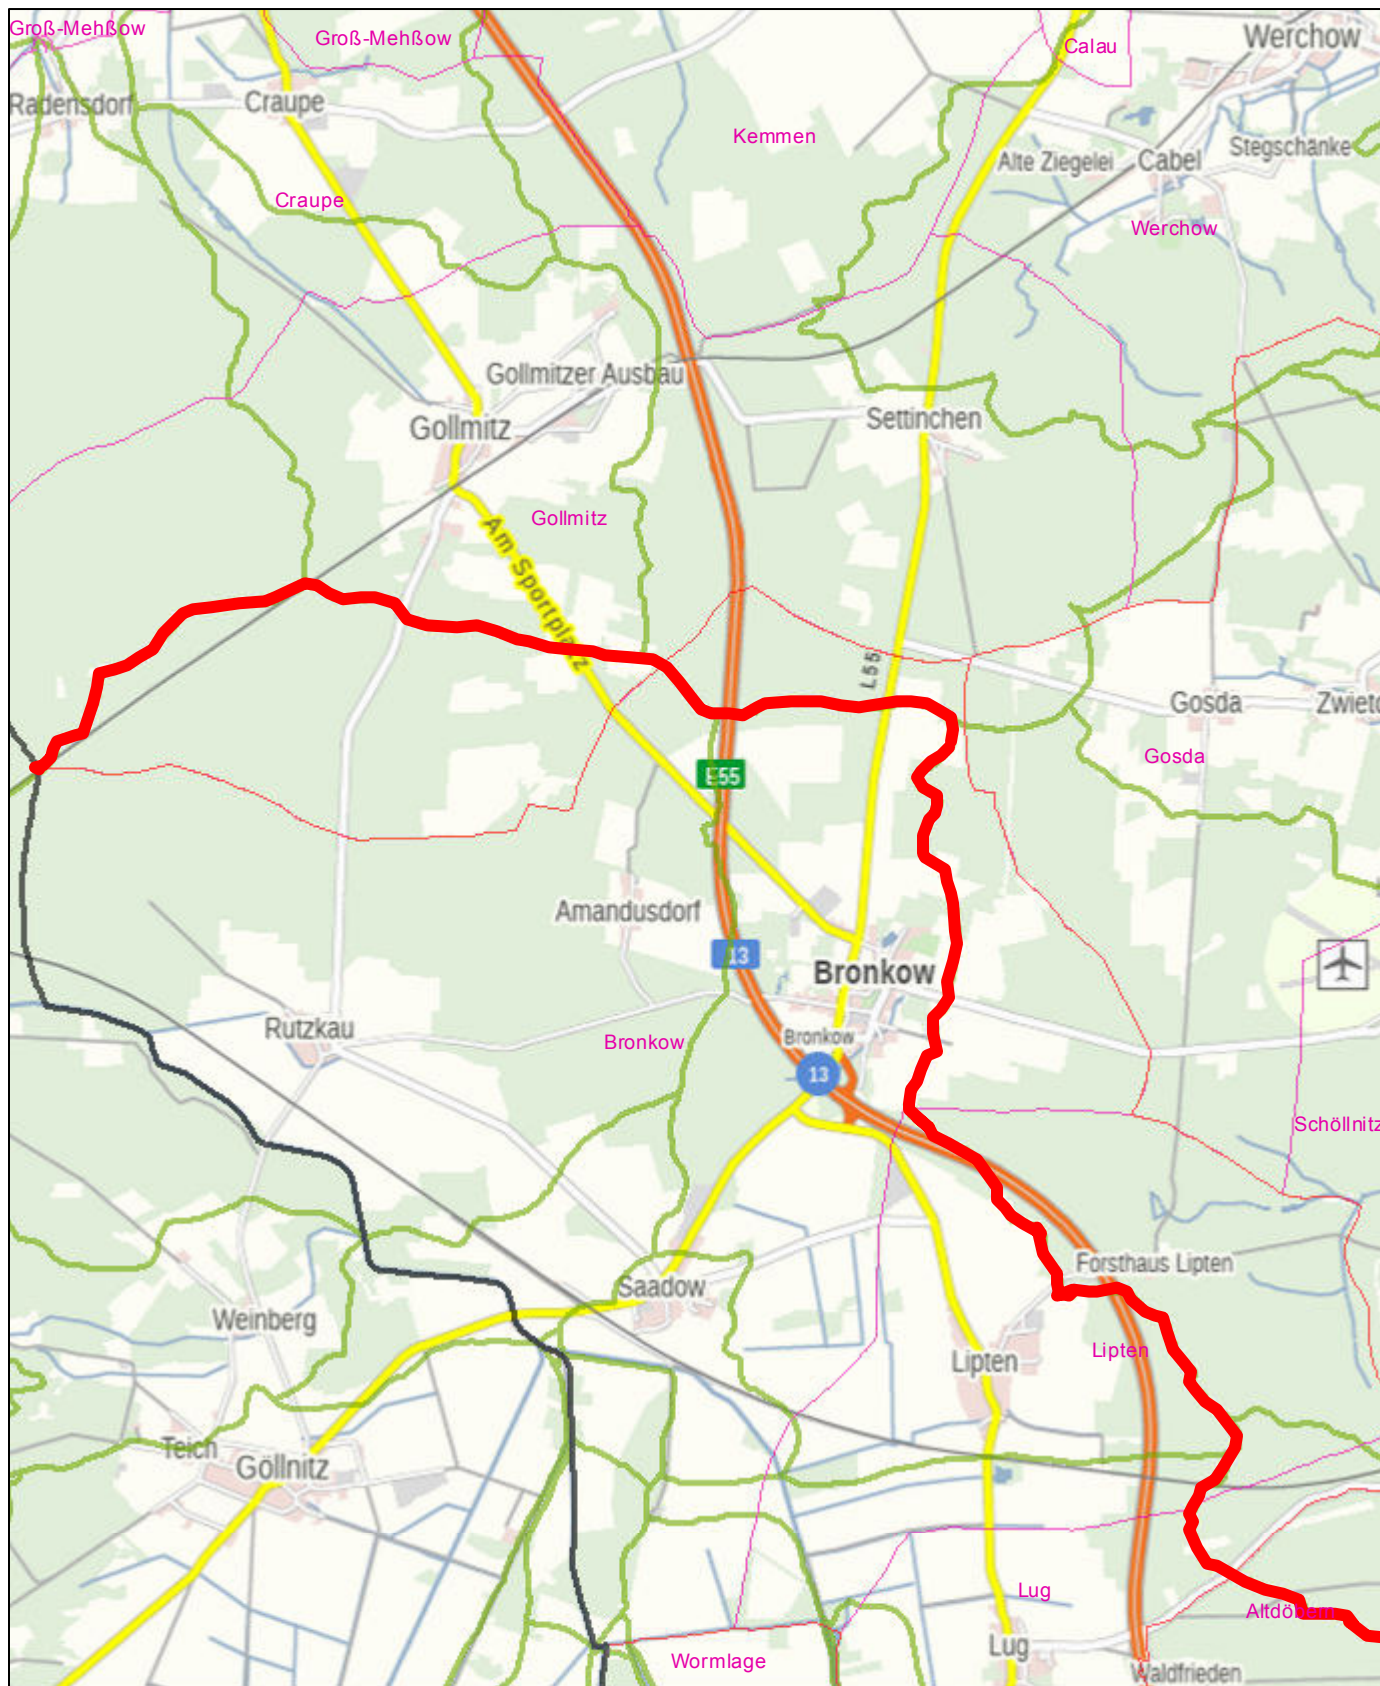 Groß-Mehßow
Groß-Mehßow
Calau
Werchow
Radensdorf
Craupe
Kemmen
Alte Ziegelei
Cabel
Stegschänke
Craupe
Werchow
Gollmitzer Ausbau
Gollmitz
Settinchen
Gollmitz
Am Sportplatz
L55
Gosda
Zwieto
Gosda
E55
Amandusdorf
13
Bronkow
Rutzkau
Bronkow
Bronkow
13
Schöllnitz
Forsthaus Lipten
Saadow
Weinberg
Lipten
Lipten
Teich
Göllnitz
Lug
Altdöbern
Lug
Wormlage
Waldfrieden